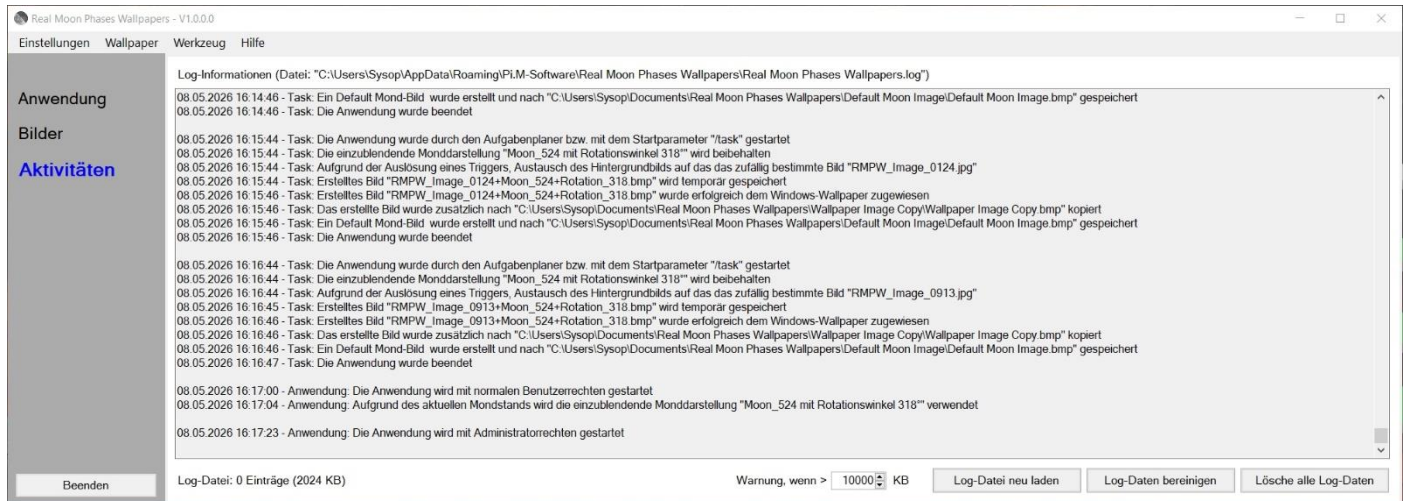 Real Moon Phases Wallpapers - V1.0.0.0
Einstellungen Wallpaper Werkzeug Hilfe
Anwendung
Bilder
Aktivitäten
Beenden
Log-Informationen (Datei: "C:\Users\Sysop\AppData\Roaming\Pi.M-Software\Real Moon Phases Wallpapers\Real Moon Phases Wallpapers.log")
08.05.2026 16:14:46 - Task: Ein Default Mond-Bild wurde erstellt und nach "C:\Users\Sysop\Documents\Real Moon Phases Wallpapers\Default Moon Image\Default Moon Image.bmp" gespeichert
08.05.2026 16:14:46 - Task: Die Anwendung wurde beendet
08.05.2026 16:15:44 - Task: Die Anwendung wurde durch den Aufgabenplaner bzw. mit dem Startparameter "/task" gestartet
08.05.2026 16:15:44 - Task: Die einzublendende Monddarstellung "Moon_524 mit Rotationswinkel 318°" wird beibehalten
08.05.2026 16:15:44 - Task: Aufgrund der Auslösung eines Triggers, Austausch des Hintergrundbilds auf das das zufällig bestimmte Bild "RMPW_Image_0124.jpg"
08.05.2026 16:15:44 - Task: Erstelltes Bild "RMPW_Image_0124+Moon_524+Rotation_318.bmp" wird temporär gespeichert
08.05.2026 16:15:46 - Task: Erstelltes Bild "RMPW_Image_0124+Moon_524+Rotation_318.bmp" wurde erfolgreich dem Windows-Wallpaper zugewiesen
08.05.2026 16:15:46 - Task: Das erstellte Bild wurde zusätzlich nach "C:\Users\Sysop\Documents\Real Moon Phases Wallpapers\Wallpaper Image Copy\Wallpaper Image Copy.bmp" kopiert
08.05.2026 16:15:46 - Task: Ein Default Mond-Bild wurde erstellt und nach "C:\Users\Sysop\Documents\Real Moon Phases Wallpapers\Default Moon Image\Default Moon Image.bmp" gespeichert
08.05.2026 16:15:46 - Task: Die Anwendung wurde beendet
08.05.2026 16:16:44 - Task: Die Anwendung wurde durch den Aufgabenplaner bzw. mit dem Startparameter "/task" gestartet
08.05.2026 16:16:44 - Task: Die einzublendende Monddarstellung "Moon_524 mit Rotationswinkel 318°" wird beibehalten
08.05.2026 16:16:44 - Task: Aufgrund der Auslösung eines Triggers, Austausch des Hintergrundbilds auf das das zufällig bestimmte Bild "RMPW_Image_0913.jpg"
08.05.2026 16:16:45 - Task: Erstelltes Bild "RMPW_Image_0913+Moon_524+Rotation_318.bmp" wird temporär gespeichert
08.05.2026 16:16:46 - Task: Erstelltes Bild "RMPW_Image_0913+Moon_524+Rotation_318.bmp" wurde erfolgreich dem Windows-Wallpaper zugewiesen
08.05.2026 16:16:46 - Task: Das erstellte Bild wurde zusätzlich nach "C:\Users\Sysop\Documents\Real Moon Phases Wallpapers\Wallpaper Image Copy\Wallpaper Image Copy.bmp" kopiert
08.05.2026 16:16:46 - Task: Ein Default Mond-Bild wurde erstellt und nach "C:\Users\Sysop\Documents\Real Moon Phases Wallpapers\Default Moon Image\Default Moon Image.bmp" gespeichert
08.05.2026 16:16:47 - Task: Die Anwendung wurde beendet
08.05.2026 16:17:00 - Anwendung: Die Anwendung wird mit normalen Benutzerrechten gestartet
08.05.2026 16:17:04 - Anwendung: Aufgrund des aktuellen Mondstands wird die einzublendende Monddarstellung "Moon_524 mit Rotationswinkel 318°" verwendet
08.05.2026 16:17:23 - Anwendung: Die Anwendung wird mit Administratorrechten gestartet
Log-Datei: 0 Einträge (2024 KB) Warnung, wenn > 10000 KB Log-Datei neu laden Log-Daten bereinigen Lösche alle Log-Daten